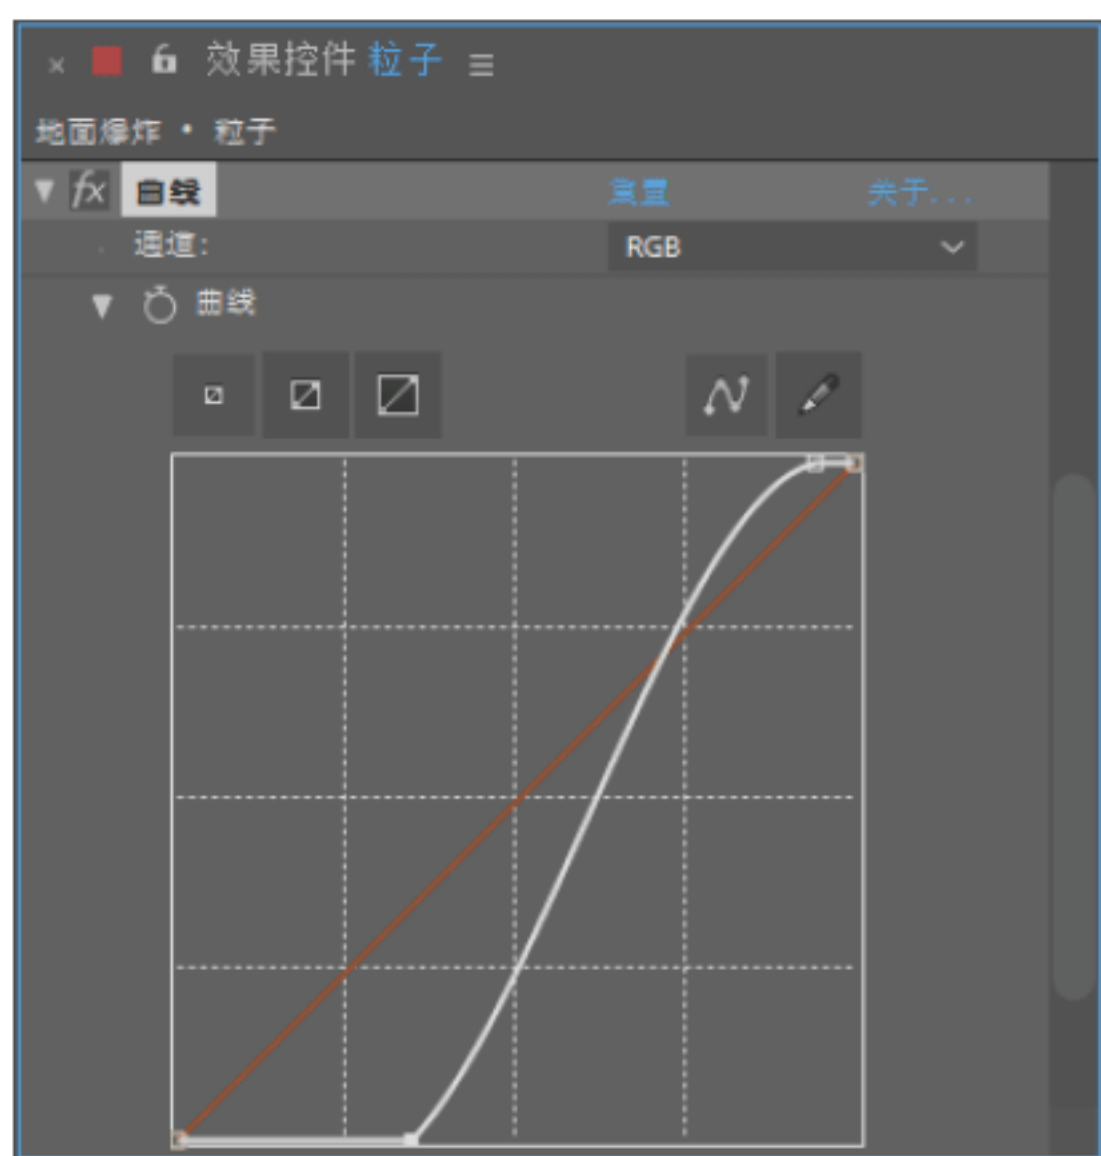 × 效果控件 粒子 ≡
地面爆炸 • 粒子
fx 曲线 重置 关于...
通道: RGB
曲线